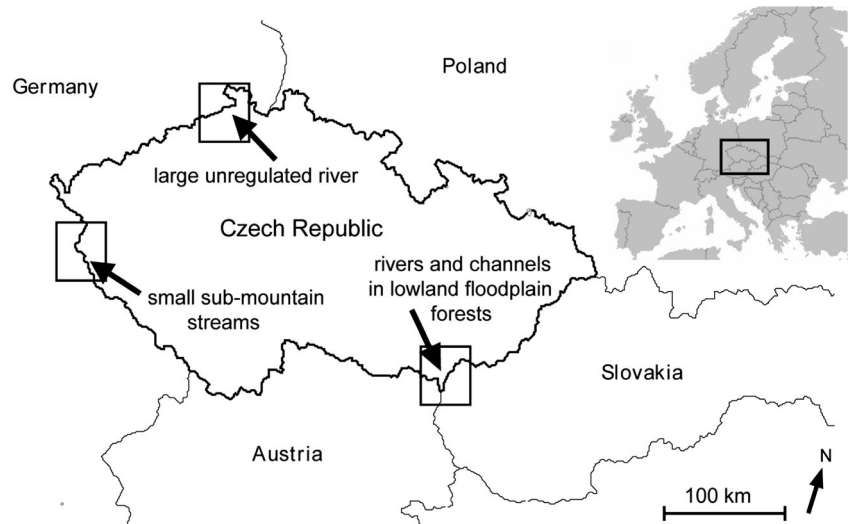 Poland
Germany
large unregulated river
Czech Republic
rivers and channels
in lowland floodplain
forests
small sub-mountain
streams
Slovakia
Austria
N
100 km